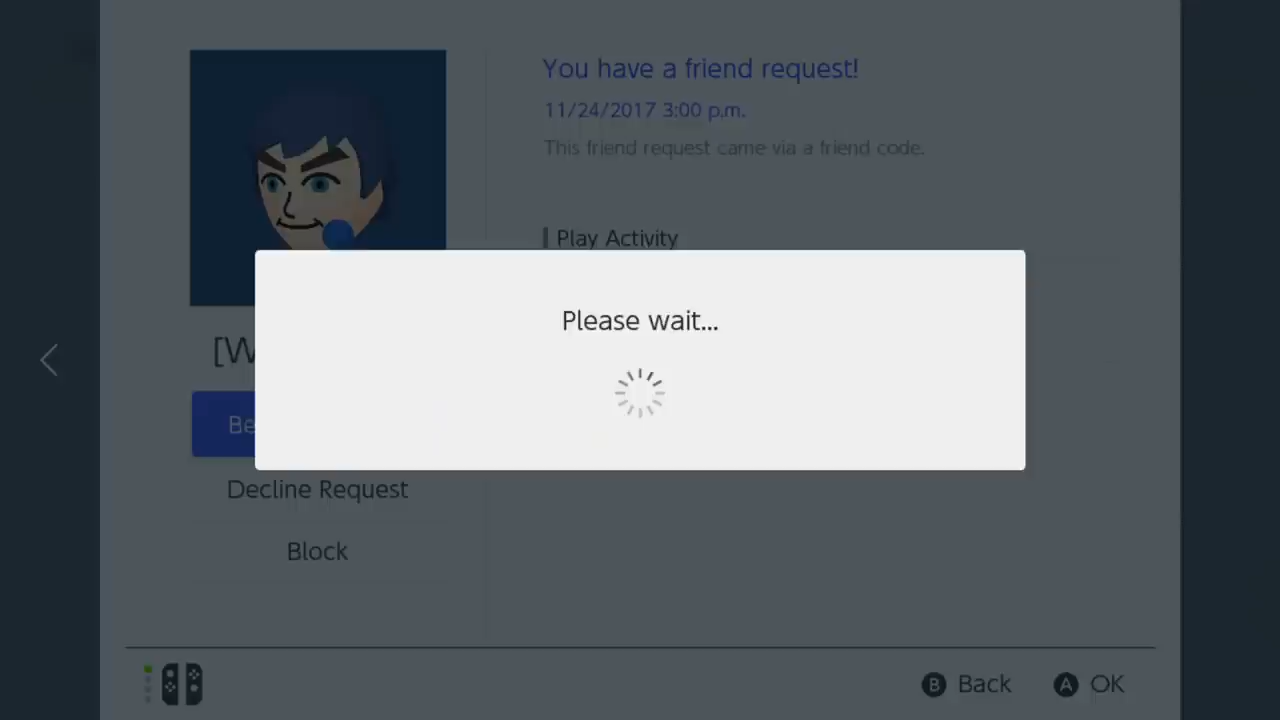 You have a friend request!
11/24/2017 3:00 p.m.
This friend request came via a friend code.
Play Activity
Please wait...
[W
Be
Decline Request
Block
B Back
A OK